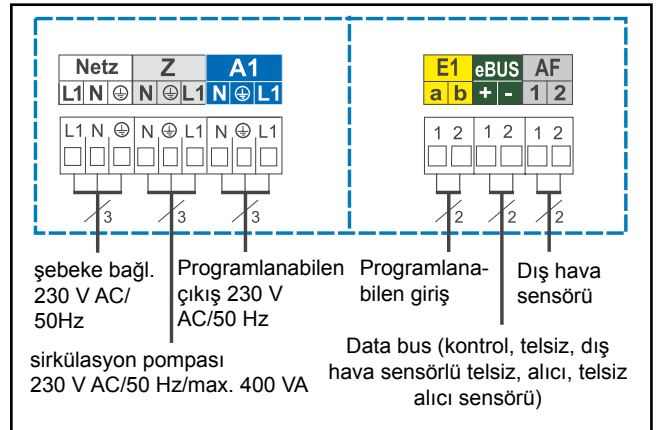 Netz Z A1
L1 N ⏚ N ⏚ L1 N ⏚ L1
L1 N ⏚ N ⏚ L1 N ⏚ L1
3 3 3
E1 eBUS AF
a b + - 1 2
1 2 1 2 1 2
2 2 2
şebeke bağl.
230 V AC/
50Hz
Programlanabilen
çıkış 230 V
AC/50 Hz
sirkülasyon pompası
230 V AC/50 Hz/max. 400 VA
Programlana-
bilen giriş
Dış hava
sensörü
Data bus (kontrol, telsiz, dış
hava sensörlü telsiz, alıcı, telsiz
alıcı sensörü)